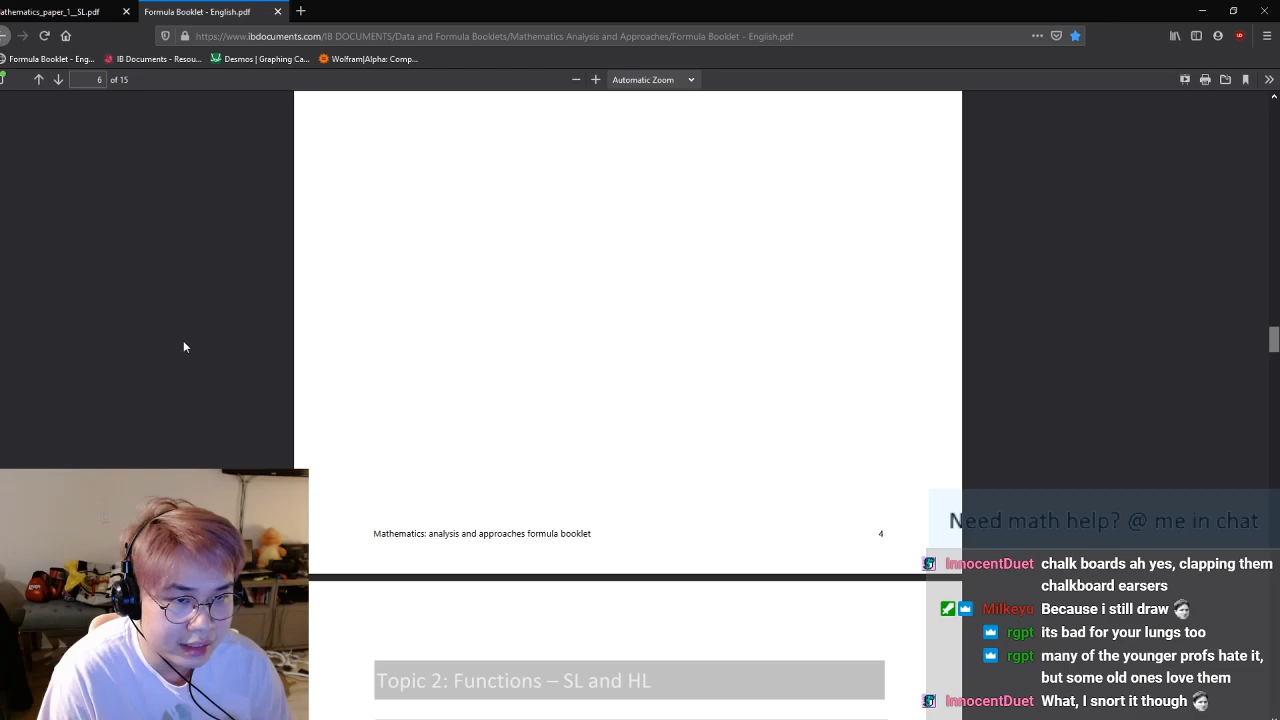 athematics_paper_1__SL.pdf
Formula Booklet - English.pdf
https://www.ibdocuments.com/IB DOCUMENTS/Data and Formula Booklets/Mathematics Analysis and Approaches/Formula Booklet - English.pdf
Formula Booklet - Eng...
IB Documents - Resou...
Desmos | Graphing Ca...
Wolfram|Alpha: Comp...
6 of 15
Automatic Zoom
Mathematics: analysis and approaches formula booklet
4
Topic 2: Functions – SL and HL
Need math help? @ me in chat
InnocentDuet chalk boards ah yes, clapping them
chalkboard earsers
Milkeyu Because i still draw
rgpt its bad for your lungs too
rgpt many of the younger profs hate it,
but some old ones love them
InnocentDuet What, I snort it though